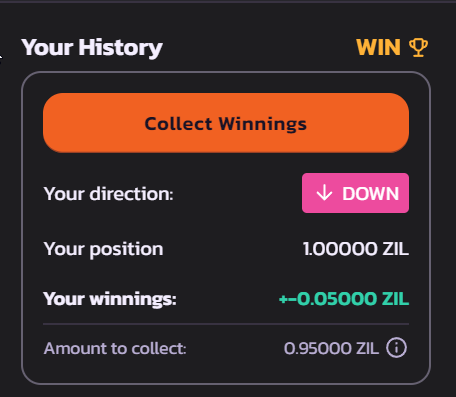 Your History WIN
Collect Winnings
Your direction: ↓ DOWN
Your position 1.00000 ZIL
Your winnings: +-0.05000 ZIL
Amount to collect: 0.95000 ZIL